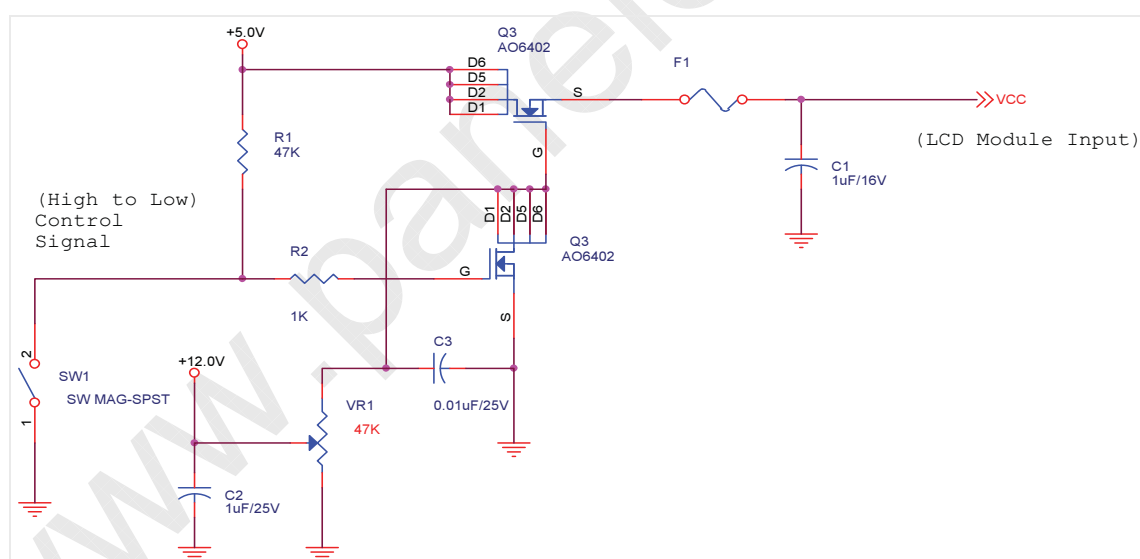 +5.0V
Q3
AO6402
D6
D5
D2
D1
S
G
F1
VCC
(LCD Module Input)
C1
1uF/16V
R1
47K
(High to Low)
Control
Signal
R2
1K
G
D1
D2
D5
D6
Q3
AO6402
S
2
SW1
SW MAG-SPST
1
+12.0V
C3
0.01uF/25V
VR1
47K
C2
1uF/25V
www.panel